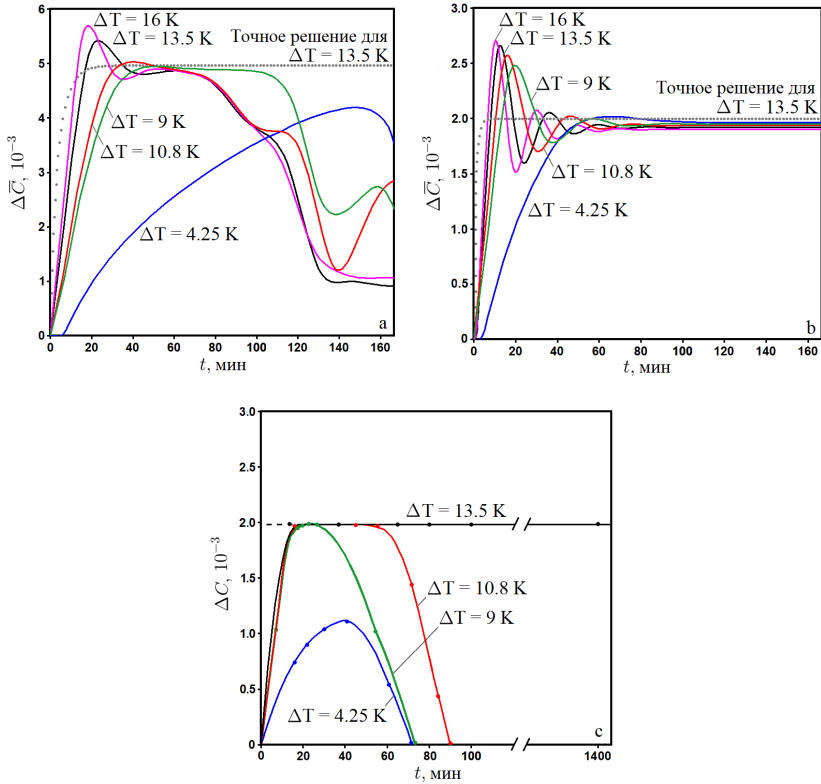 6
5
4
3
2
1
0
0 20 40 60 80 100 120 140 160
ΔC̅, 10⁻³
t, мин
ΔT = 16 K
ΔT = 13.5 K
Точное решение для
ΔT = 13.5 K
ΔT = 9 K
ΔT = 10.8 K
ΔT = 4.25 K
a
3.0
2.5
2.0
1.5
1.0
0.5
0
0 20 40 60 80 100 120 140 160
ΔC̅, 10⁻³
t, мин
ΔT = 16 K
ΔT = 13.5 K
ΔT = 9 K
Точное решение для
ΔT = 13.5 K
ΔT = 10.8 K
ΔT = 4.25 K
b
3.0
2.5
2.0
1.5
1.0
0.5
0
0 20 40 60 80 100 1400
ΔC, 10⁻³
t, мин
ΔT = 13.5 K
ΔT = 10.8 K
ΔT = 9 K
ΔT = 4.25 K
c